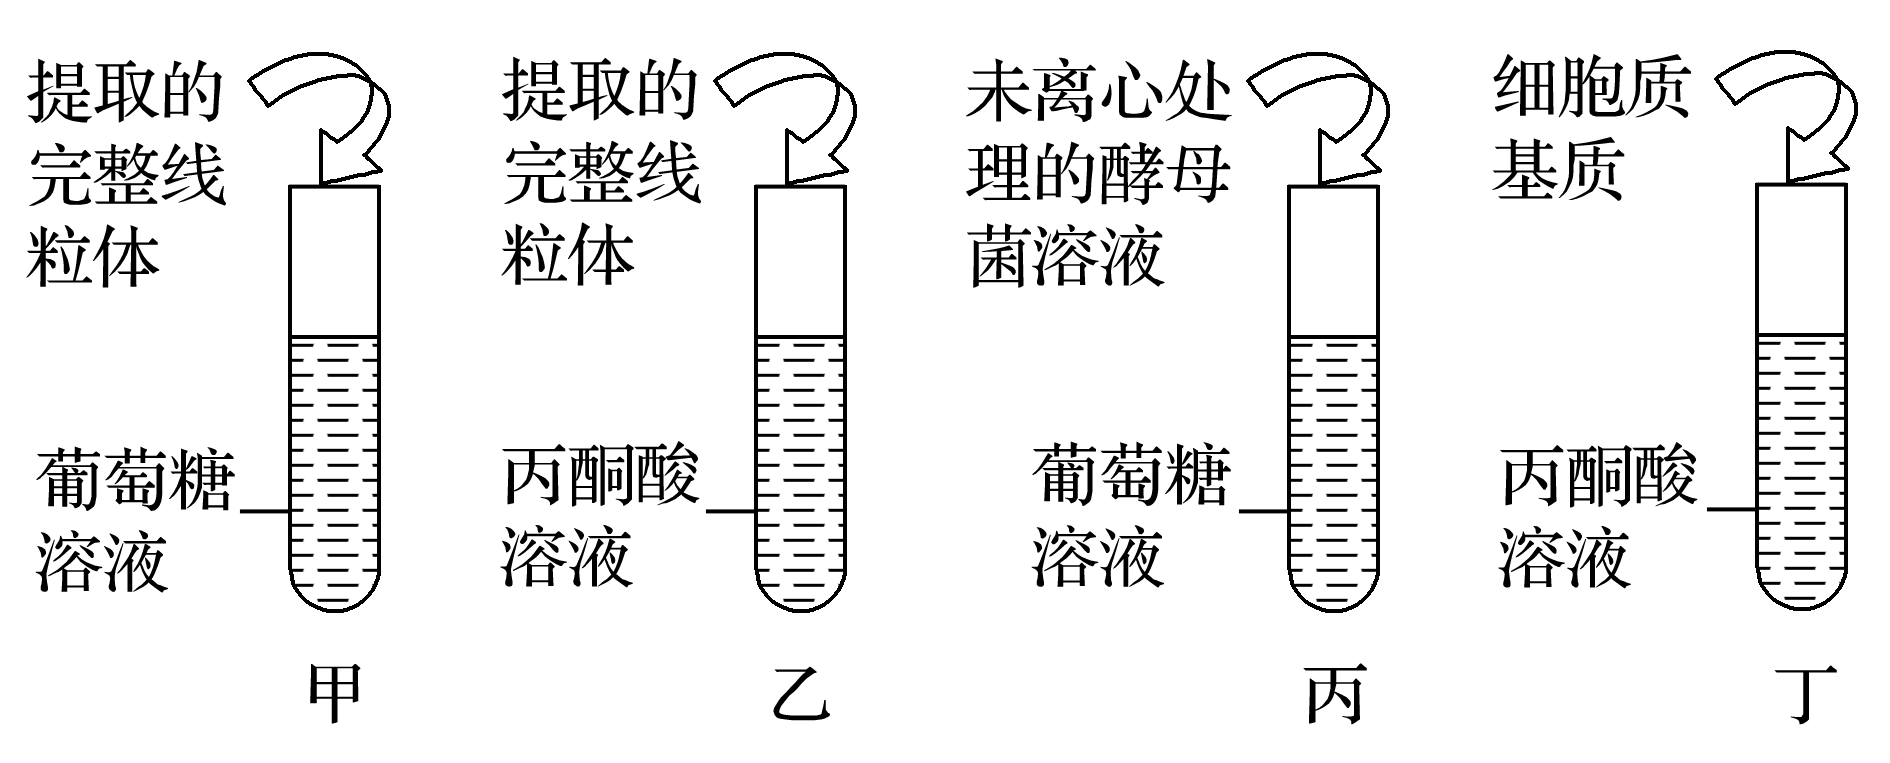 提取的
完整线
粒体
葡萄糖
溶液
甲
提取的
完整线
粒体
丙酮酸
溶液
乙
未离心处
理的酵母
菌溶液
葡萄糖
溶液
丙
细胞质
基质
丙酮酸
溶液
丁